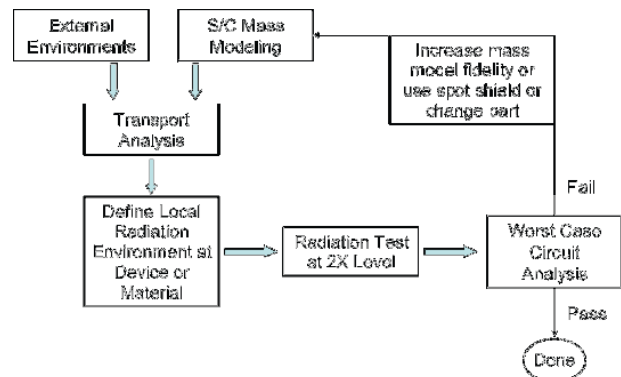 External
Environments
S/C Mass
Modeling
Increase mass
model fidelity or
use spot shield or
change part
Transport
Analysis
Fail
Define Local
Radiation
Environment at
Device or
Material
Radiation Test
at 2X Level
Worst Case
Circuit
Analysis
Pass
Done